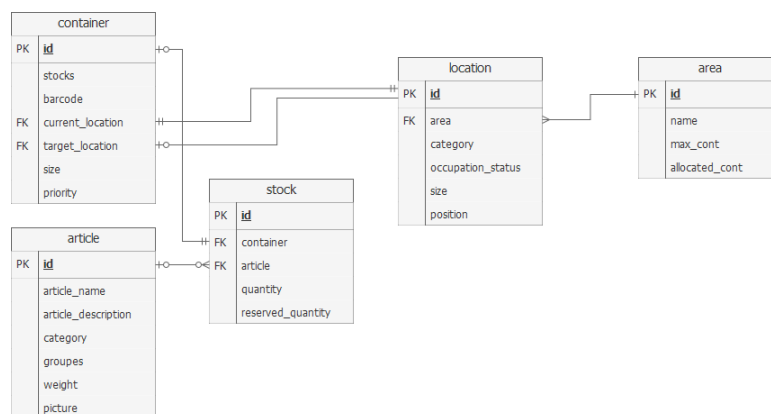 container
PK id
stocks
barcode
FK current_location
FK target_location
size
priority
location
PK id
FK area
category
occupation_status
size
position
area
PK id
name
max_cont
allocated_cont
stock
PK id
FK container
FK article
quantity
reserved_quantity
article
PK id
article_name
article_description
category
groupes
weight
picture